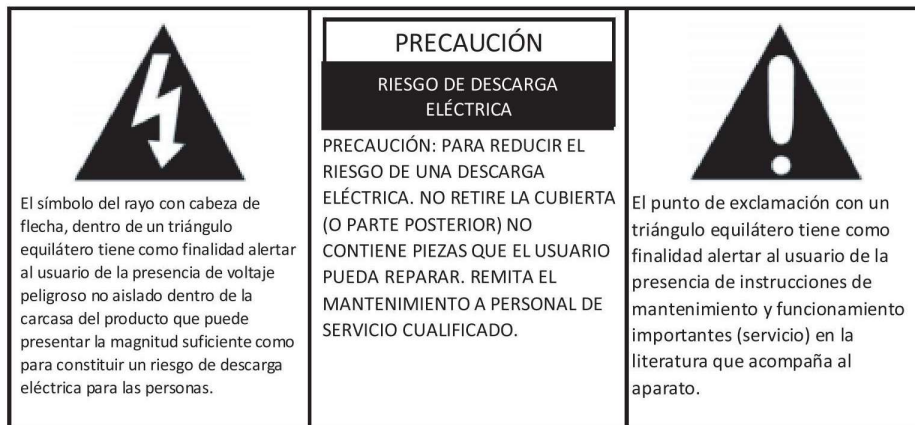 El símbolo del rayo con cabeza de
flecha, dentro de un triángulo
equilátero tiene como finalidad alertar
al usuario de la presencia de voltaje
peligroso no aislado dentro de la
carcasa del producto que puede
presentar la magnitud suficiente como
para constituir un riesgo de descarga
eléctrica para las personas.
PRECAUCIÓN
RIESGO DE DESCARGA
ELÉCTRICA
PRECAUCIÓN: PARA REDUCIR EL
RIESGO DE UNA DESCARGA
ELÉCTRICA. NO RETIRE LA CUBIERTA
(O PARTE POSTERIOR) NO
CONTIENE PIEZAS QUE EL USUARIO
PUEDA REPARAR. REMITA EL
MANTENIMIENTO A PERSONAL DE
SERVICIO CUALIFICADO.
El punto de exclamación con un
triángulo equilátero tiene como
finalidad alertar al usuario de la
presencia de instrucciones de
mantenimiento y funcionamiento
importantes (servicio) en la
literatura que acompaña al
aparato.